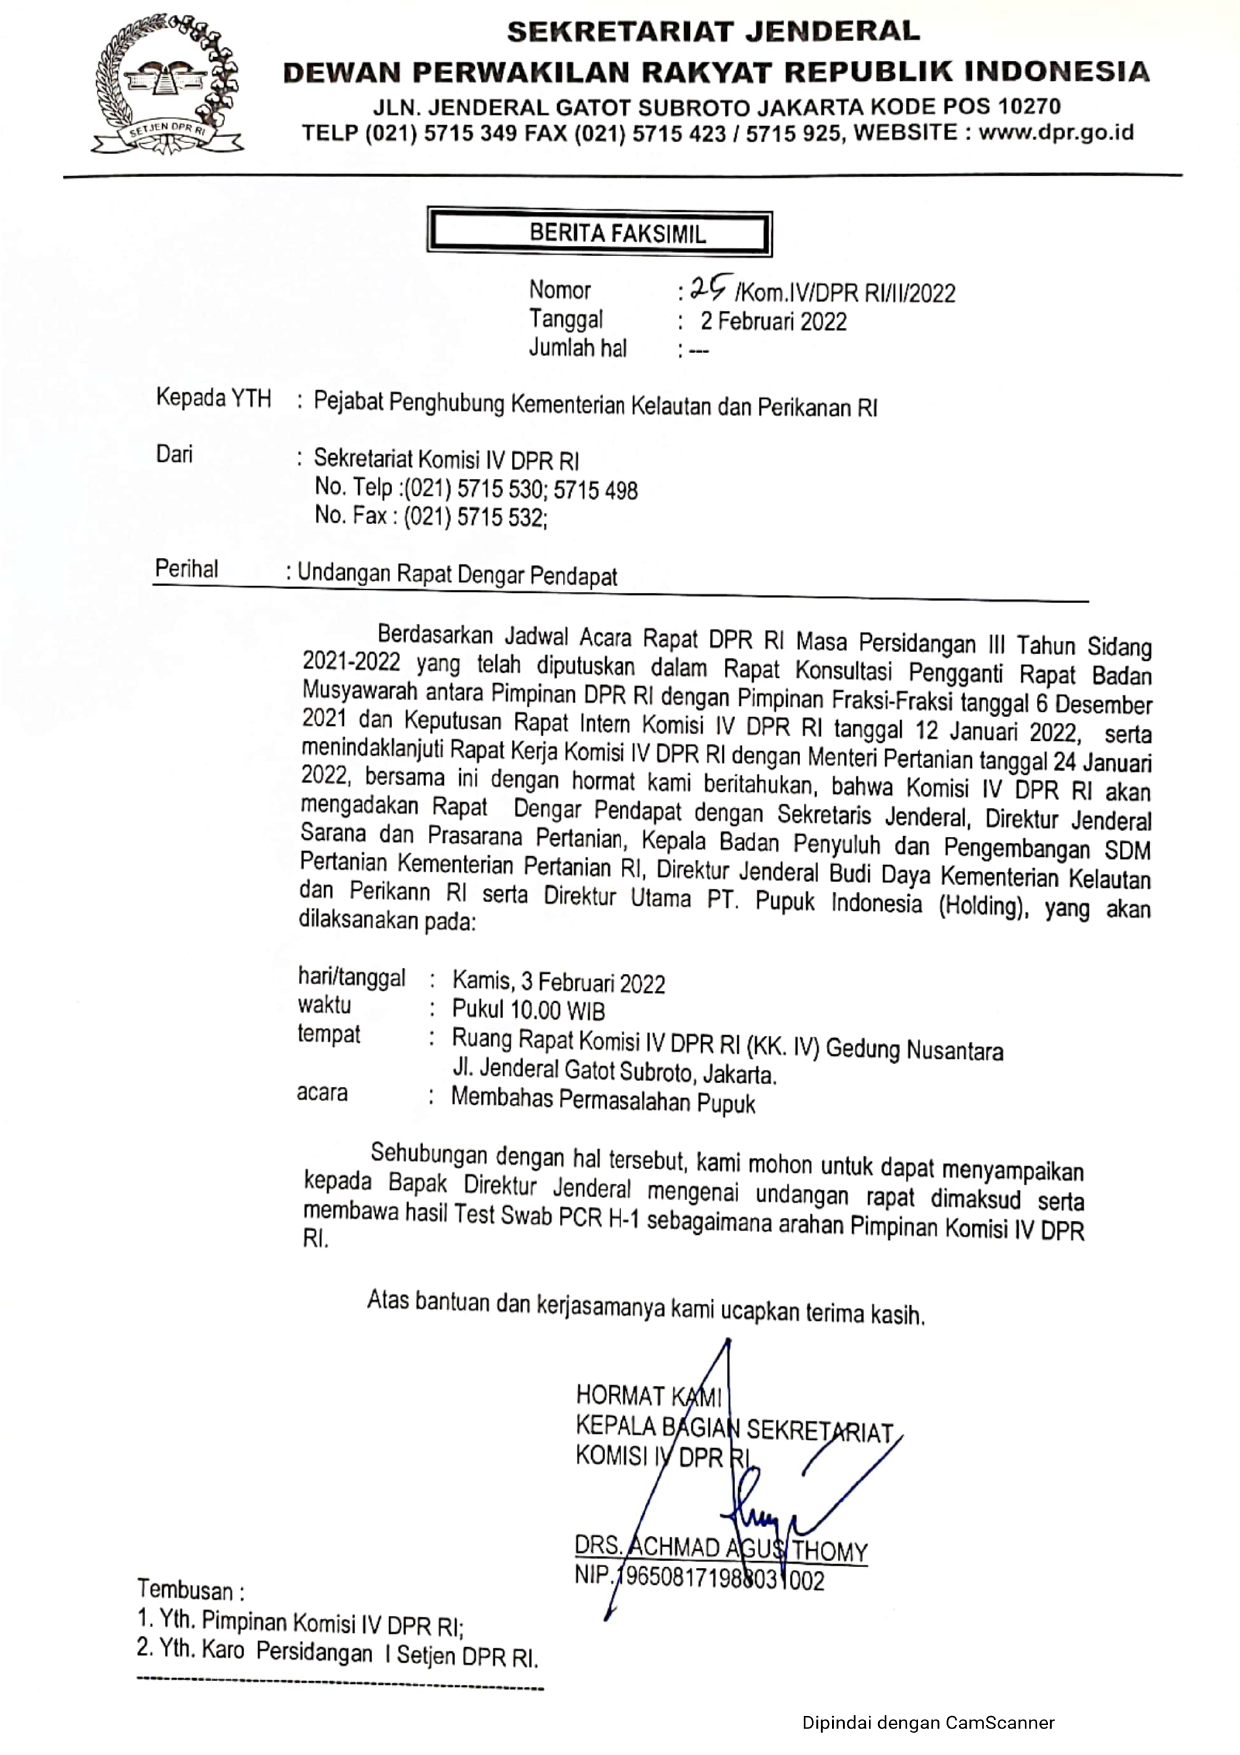 SEKRETARIAT JENDERAL
DEWAN PERWAKILAN RAKYAT REPUBLIK INDONESIA
JLN. JENDERAL GATOT SUBROTO JAKARTA KODE POS 10270
TELP (021) 5715 349 FAX (021) 5715 423 / 5715 925, WEBSITE : www.dpr.go.id
SETJEN DPR RI
BERITA FAKSIMIL
Nomor : 25 /Kom.IV/DPR RI/II/2022
Tanggal : 2 Februari 2022
Jumlah hal : ---
Kepada YTH : Pejabat Penghubung Kementerian Kelautan dan Perikanan RI
Dari : Sekretariat Komisi IV DPR RI
No. Telp :(021) 5715 530; 5715 498
No. Fax : (021) 5715 532;
Perihal : Undangan Rapat Dengar Pendapat
Berdasarkan Jadwal Acara Rapat DPR RI Masa Persidangan III Tahun Sidang
2021-2022 yang telah diputuskan dalam Rapat Konsultasi Pengganti Rapat Badan
Musyawarah antara Pimpinan DPR RI dengan Pimpinan Fraksi-Fraksi tanggal 6 Desember
2021 dan Keputusan Rapat Intern Komisi IV DPR RI tanggal 12 Januari 2022, serta
menindaklanjuti Rapat Kerja Komisi IV DPR RI dengan Menteri Pertanian tanggal 24 Januari
2022, bersama ini dengan hormat kami beritahukan, bahwa Komisi IV DPR RI akan
mengadakan Rapat Dengar Pendapat dengan Sekretaris Jenderal, Direktur Jenderal
Sarana dan Prasarana Pertanian, Kepala Badan Penyuluh dan Pengembangan SDM
Pertanian Kementerian Pertanian RI, Direktur Jenderal Budi Daya Kementerian Kelautan
dan Perikann RI serta Direktur Utama PT. Pupuk Indonesia (Holding), yang akan
dilaksanakan pada:
hari/tanggal : Kamis, 3 Februari 2022
waktu : Pukul 10.00 WIB
tempat : Ruang Rapat Komisi IV DPR RI (KK. IV) Gedung Nusantara
Jl. Jenderal Gatot Subroto, Jakarta.
acara : Membahas Permasalahan Pupuk
Sehubungan dengan hal tersebut, kami mohon untuk dapat menyampaikan
kepada Bapak Direktur Jenderal mengenai undangan rapat dimaksud serta
membawa hasil Test Swab PCR H-1 sebagaimana arahan Pimpinan Komisi IV DPR
RI.
Atas bantuan dan kerjasamanya kami ucapkan terima kasih.
HORMAT KAMI
KEPALA BAGIAN SEKRETARIAT
KOMISI IV DPR RI,
DRS. ACHMAD AGUS THOMY
NIP.196508171988031002
Tembusan :
1. Yth. Pimpinan Komisi IV DPR RI;
2. Yth. Karo Persidangan I Setjen DPR RI.
Dipindai dengan CamScanner